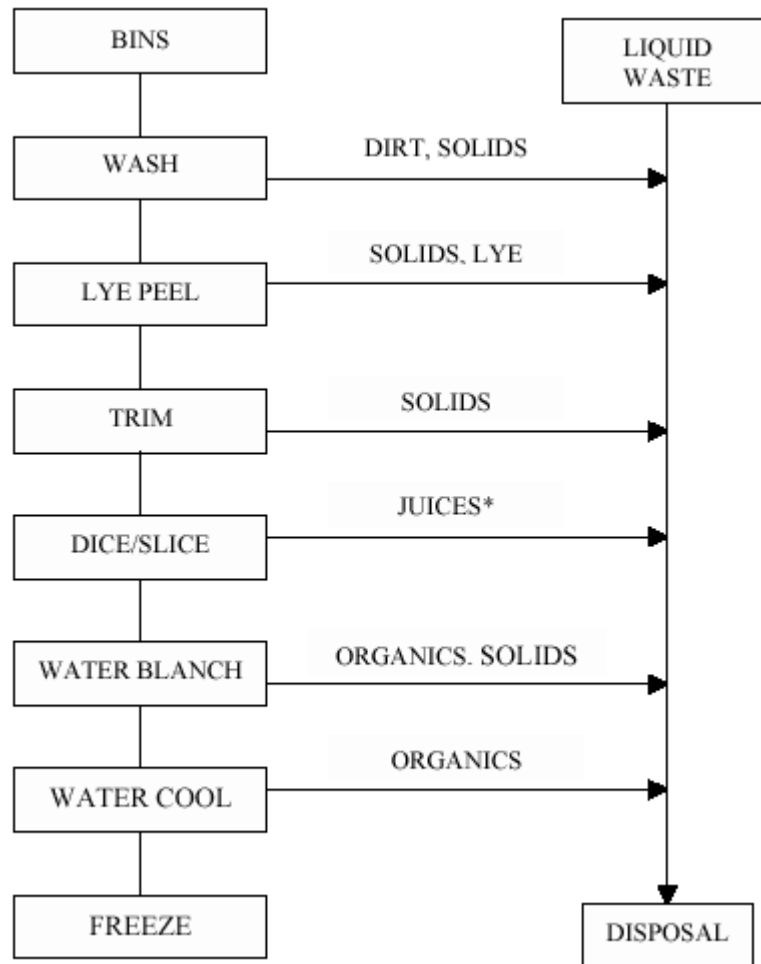 BINS
LIQUID
WASTE
WASH
DIRT, SOLIDS
LYE PEEL
SOLIDS, LYE
TRIM
SOLIDS
DICE/SLICE
JUICES*
WATER BLANCH
ORGANICS. SOLIDS
WATER COOL
ORGANICS
FREEZE
DISPOSAL